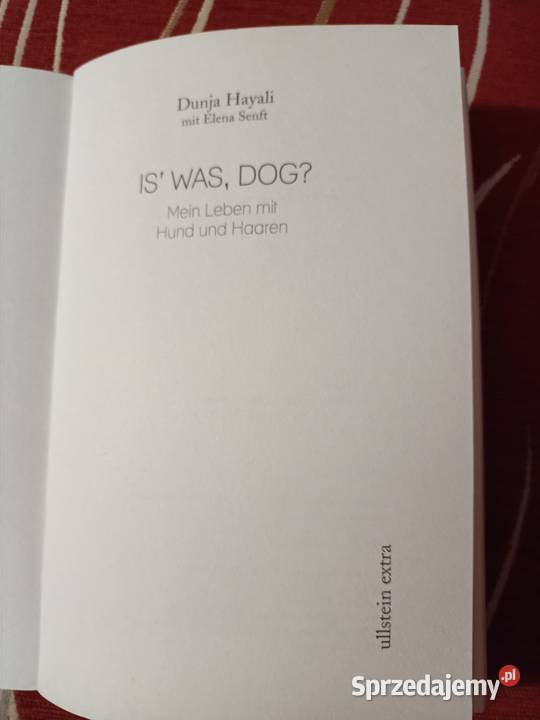 Dunja Hayali
mit Elena Senft
IS' WAS, DOG?
Mein Leben mit
Hund und Haaren
ullstein extra
Sprzedajemy.pl